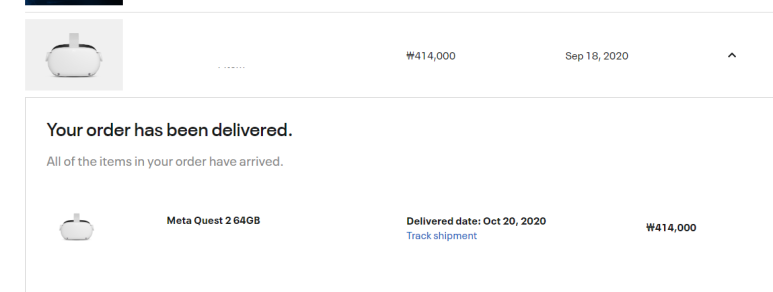 ₩414,000
Sep 18, 2020
Your order has been delivered.
All of the items in your order have arrived.
Meta Quest 2 64GB
Delivered date: Oct 20, 2020
Track shipment
₩414,000